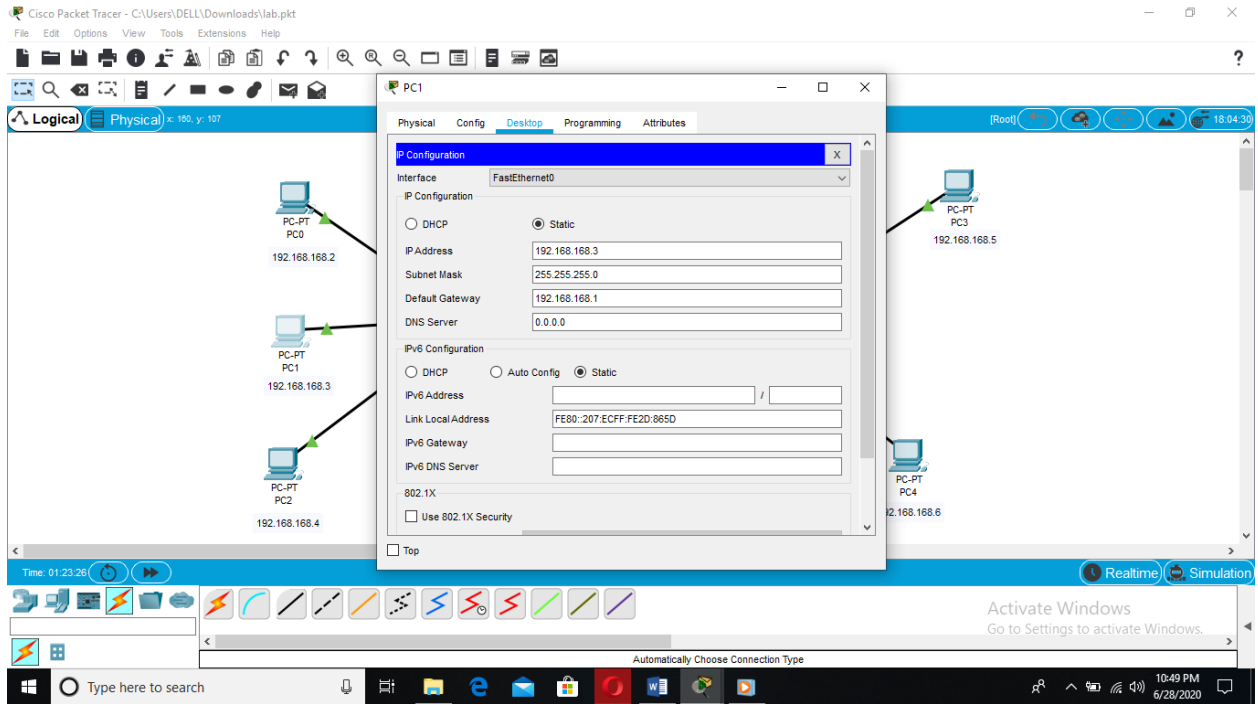 Cisco Packet Tracer - C:\Users\DELL\Downloads\lab.pkt
File Edit Options View Tools Extensions Help
?
Logical
Physical
x: 160, y: 107
[Root]
18:04:30
PC1
Physical Config Desktop Programming Attributes
IP Configuration
X
Interface
FastEthernet0
IP Configuration
DHCP
Static
IP Address
192.168.168.3
Subnet Mask
255.255.255.0
Default Gateway
192.168.168.1
DNS Server
0.0.0.0
IPv6 Configuration
DHCP
Auto Config
Static
IPv6 Address
/
Link Local Address
FE80::207:ECFF:FE2D:865D
IPv6 Gateway
IPv6 DNS Server
802.1X
Use 802.1X Security
Top
PC-PT
PC0
192.168.168.2
PC-PT
PC1
192.168.168.3
PC-PT
PC2
192.168.168.4
PC-PT
PC3
192.168.168.5
PC-PT
PC4
92.168.168.6
Time: 01:23:26
Realtime
Simulation
Activate Windows
Go to Settings to activate Windows.
Automatically Choose Connection Type
Type here to search
10:49 PM
6/28/2020